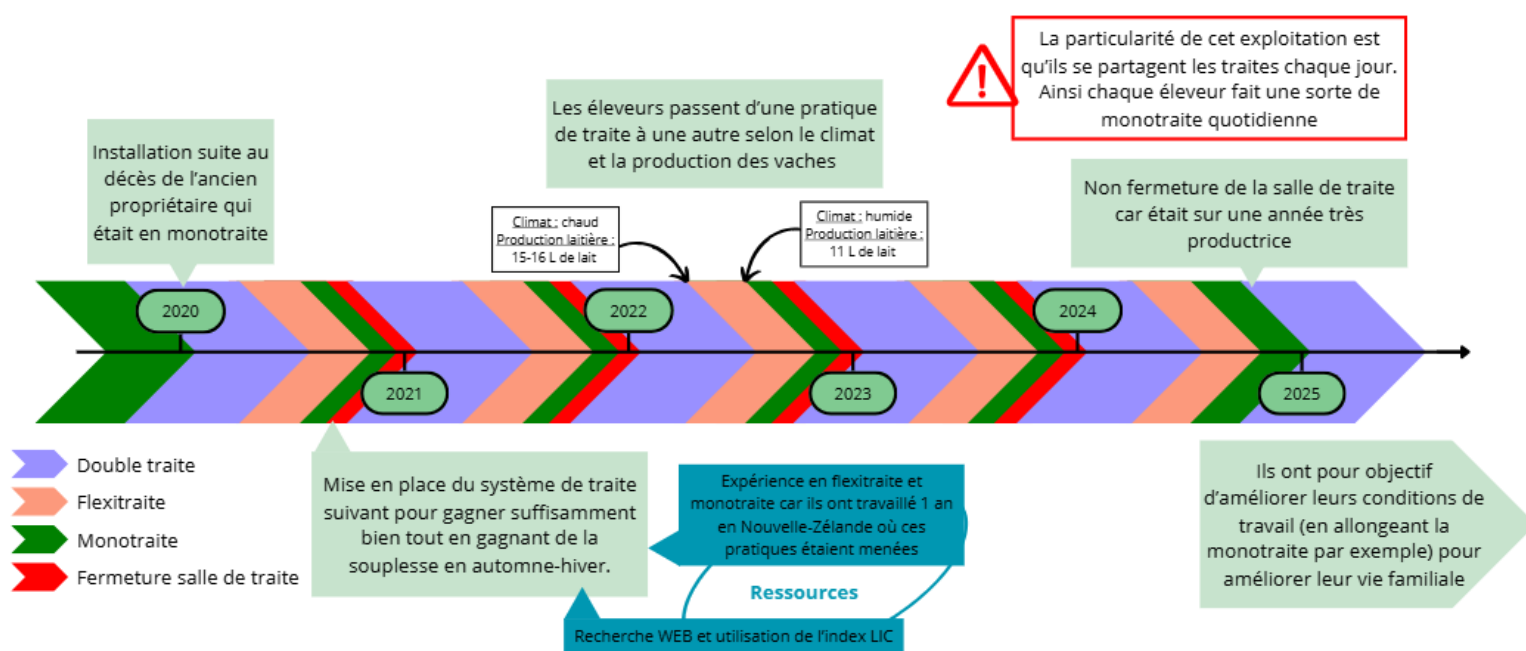 La particularité de cet exploitation est
qu'ils se partagent les traites chaque jour.
Ainsi chaque éleveur fait une sorte de
monotraite quotidienne
Les éleveurs passent d'une pratique
de traite à une autre selon le climat
et la production des vaches
Installation suite au
décès de l'ancien
propriétaire qui
était en monotraite
Non fermeture de la salle de traite
car était sur une année très
productrice
Climat : chaud
Production laitière :
15-16 L de lait
Climat : humide
Production laitière :
11 L de lait
2020
2022
2024
2021
2023
2025
Double traite
Flexitraite
Monotraite
Fermeture salle de traite
Mise en place du système de traite
suivant pour gagner suffisamment
bien tout en gagnant de la
souplesse en automne-hiver.
Expérience en flexitraite et
monotraite car ils ont travaillé 1 an
en Nouvelle-Zélande où ces
pratiques étaient menées
Ressources
Recherche WEB et utilisation de l'index LIC
Ils ont pour objectif
d'améliorer leurs conditions de
travail (en allongeant la
monotraite par exemple) pour
améliorer leur vie familiale